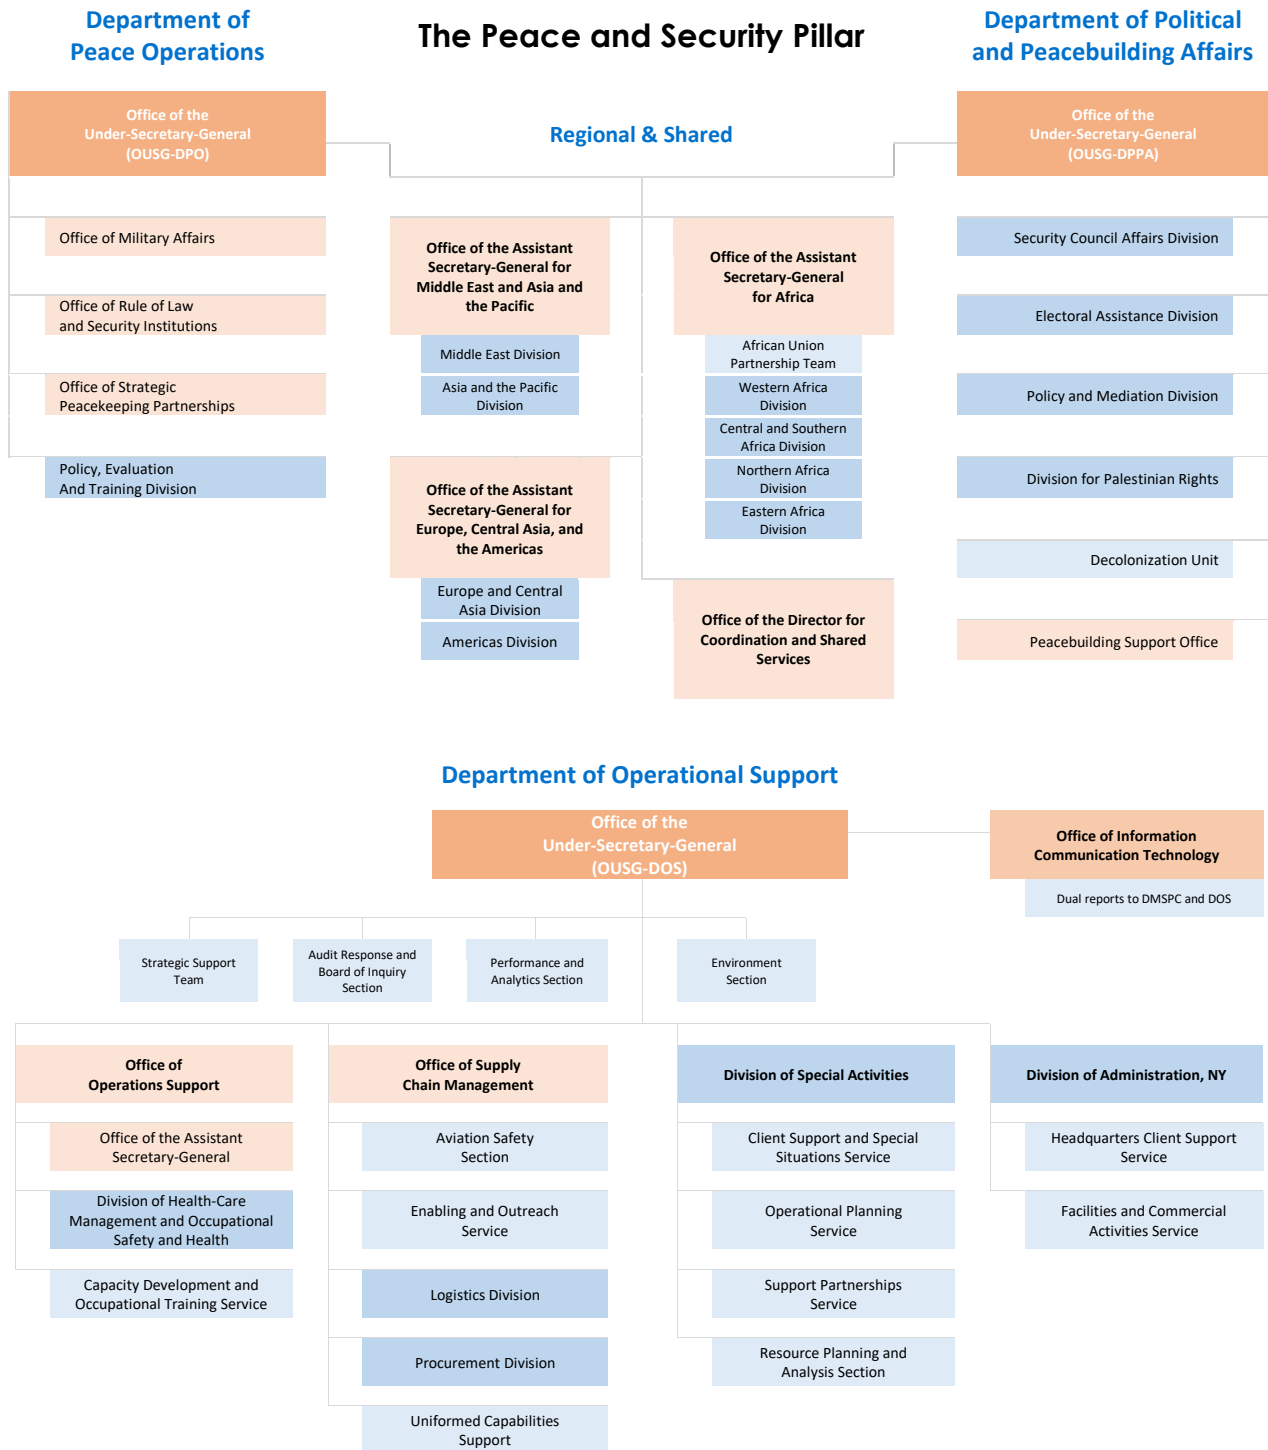 Department of
Peace Operations
The Peace and Security Pillar
Department of Political
and Peacebuilding Affairs
Office of the
Under-Secretary-General
(OUSG-DPO)
Regional & Shared
Office of the
Under-Secretary-General
(OUSG-DPPA)
Office of Military Affairs
Office of Rule of Law
and Security Institutions
Office of Strategic
Peacekeeping Partnerships
Policy, Evaluation
And Training Division
Office of the Assistant
Secretary-General for
Middle East and Asia and
the Pacific
Middle East Division
Asia and the Pacific
Division
Office of the Assistant
Secretary-General for
Europe, Central Asia, and
the Americas
Europe and Central
Asia Division
Americas Division
Office of the Assistant
Secretary-General
for Africa
African Union
Partnership Team
Western Africa
Division
Central and Southern
Africa Division
Northern Africa
Division
Eastern Africa
Division
Office of the Director for
Coordination and Shared
Services
Security Council Affairs Division
Electoral Assistance Division
Policy and Mediation Division
Division for Palestinian Rights
Decolonization Unit
Peacebuilding Support Office
Department of Operational Support
Office of the
Under-Secretary-General
(OUSG-DOS)
Office of Information
Communication Technology
Dual reports to DMSPC and DOS
Strategic Support
Team
Audit Response and
Board of Inquiry
Section
Performance and
Analytics Section
Environment
Section
Office of
Operations Support
Office of the Assistant
Secretary-General
Division of Health-Care
Management and Occupational
Safety and Health
Capacity Development and
Occupational Training Service
Office of Supply
Chain Management
Aviation Safety
Section
Enabling and Outreach
Service
Logistics Division
Procurement Division
Uniformed Capabilities
Support
Division of Special Activities
Client Support and Special
Situations Service
Operational Planning
Service
Support Partnerships
Service
Resource Planning and
Analysis Section
Division of Administration, NY
Headquarters Client Support
Service
Facilities and Commercial
Activities Service